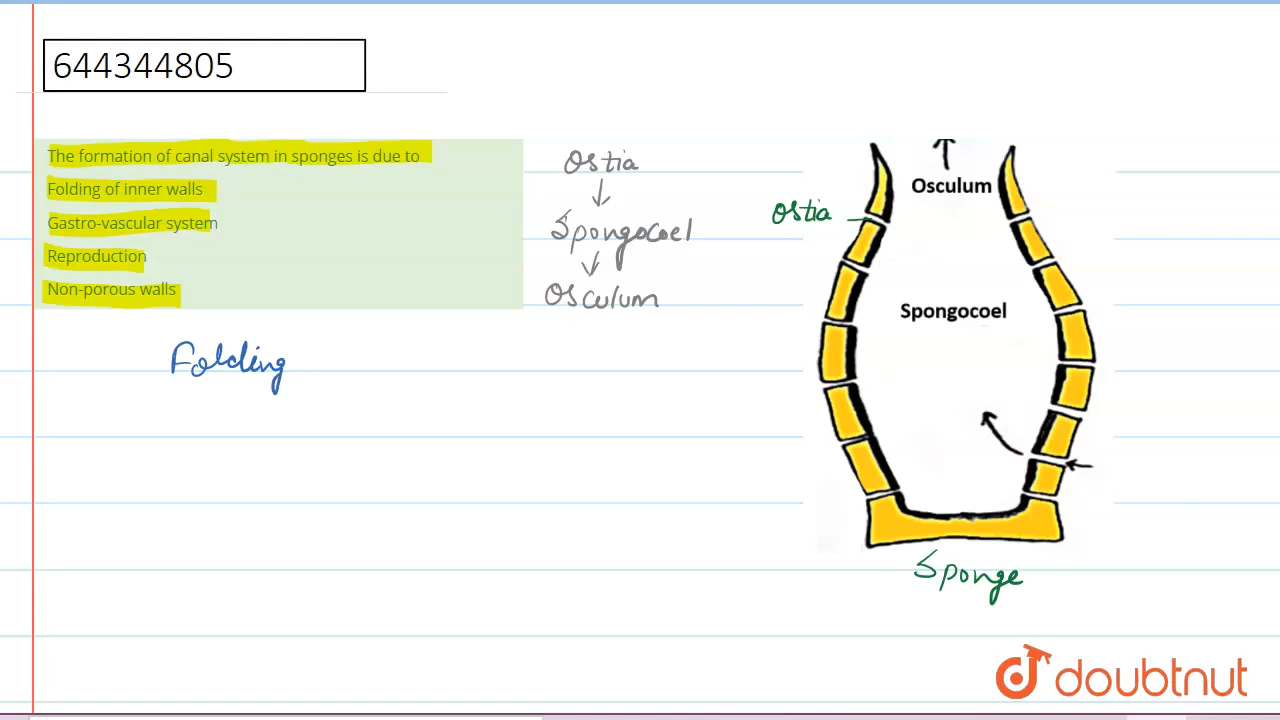 644344805
The formation of canal system in sponges is due to
Folding of inner walls
Gastro-vascular system
Reproduction
Non-porous walls
Ostia
Spongocoel
Osculum
Folding
Osculum
Ostia
Spongocoel
Sponge
doubtnut